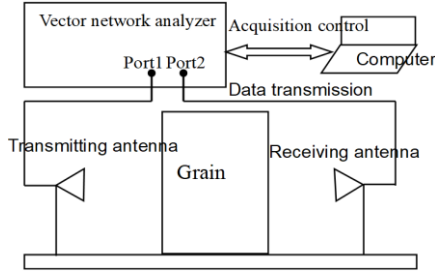 Vector network analyzer
Acquisition control
Port1 Port2
Computer
Data transmission
Transmitting antenna
Receiving antenna
Grain